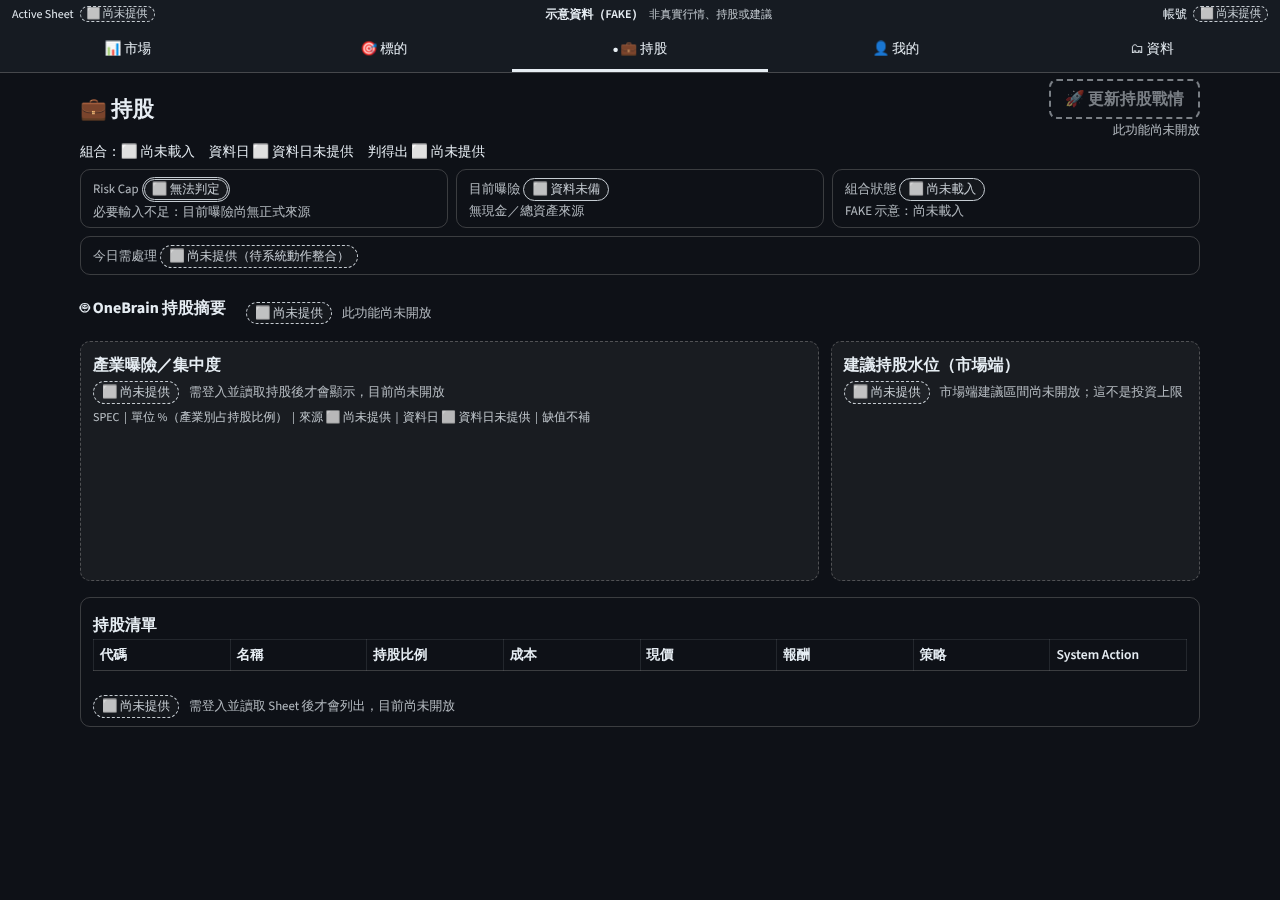 Active Sheet 尚未提供 示意資料（FAKE） 非真實行情、持股或建議 帳號 尚未提供
市場 標的 持股 我的 資料
持股
更新持股戰情
此功能尚未開放
組合：尚未載入 資料日 資料日未提供 判得出 尚未提供
Risk Cap 無法判定
必要輸入不足：目前曝險尚無正式來源
目前曝險 資料未備
無現金／總資產來源
組合狀態 尚未載入
FAKE 示意：尚未載入
今日需處理 尚未提供（待系統動作整合）
OneBrain 持股摘要 尚未提供 此功能尚未開放
產業曝險／集中度
尚未提供 需登入並讀取持股後才會顯示，目前尚未開放
SPEC｜單位 %（產業別占持股比例）｜來源 尚未提供｜資料日 資料日未提供｜缺值不補
建議持股水位（市場端）
尚未提供 市場端建議區間尚未開放；這不是投資上限
持股清單
代碼 名稱 持股比例 成本 現價 報酬 策略 System Action
尚未提供 需登入並讀取 Sheet 後才會列出，目前尚未開放